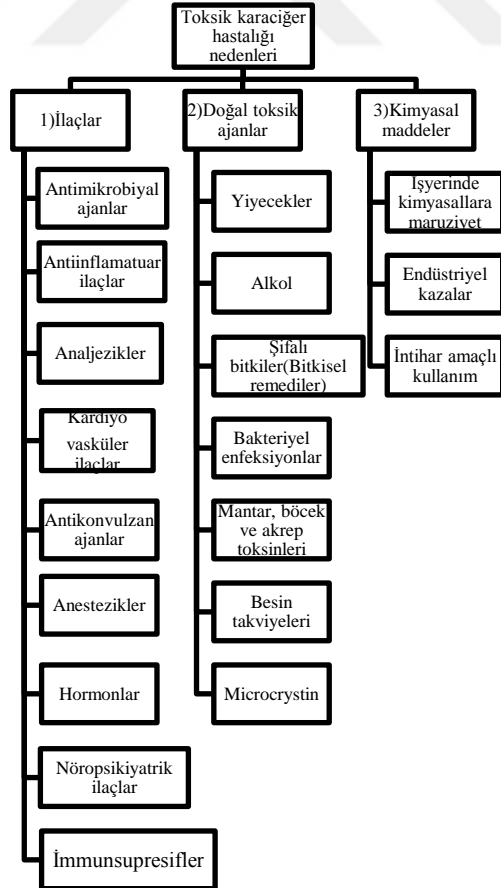 Toksik karaciğer
hastalığı
nedenleri
1)İlaçlar
Antimikrobiyal
ajanlar
Antiinflamatuar
ilaçlar
Analjezikler
Kardiyo
vasküler
ilaçlar
Antikonvulzan
ajanlar
Anestezikler
Hormonlar
Nöropsikiyatrik
ilaçlar
İmmunsupresifler
2)Doğal toksik
ajanlar
Yiyecekler
Alkol
Şifalı
bitkiler(Bitkisel
remediler)
Bakteriyel
enfeksiyonlar
Mantar, böcek
ve akrep
toksinleri
Besin
takviyeleri
Microcrystin
3)Kimyasal
maddeler
İşyerinde
kimyasallara
maruziyet
Endüstriyel
kazalar
İntihar amaçlı
kullanım